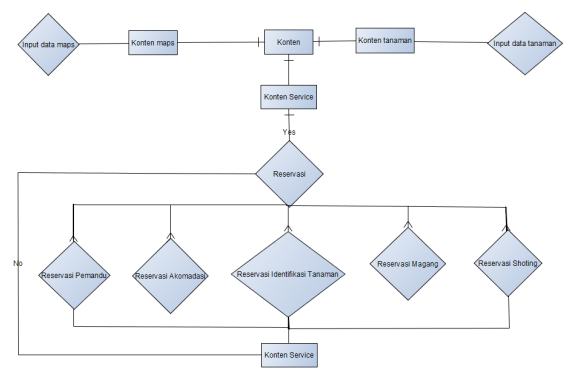 Input data maps
Konten maps
Konten
Konten tanaman
Input data tanaman
Konten Service
Yes
Reservasi
No
Reservasi Pemandu
Reservasi Akomadasi
Reservasi Identifikasi Tanaman
Reservasi Magang
Reservasi Shoting
Konten Service